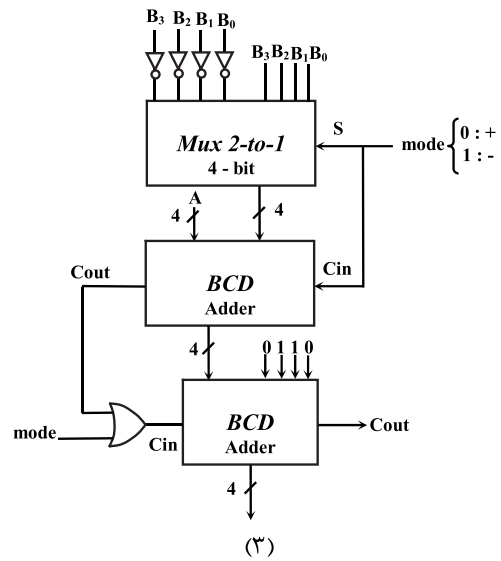 B3 B2 B1 B0
B3 B2 B1 B0
Mux 2-to-1
4 - bit
S
mode { 0 : +
1 : -
A
4
4
BCD
Adder
Cin
Cout
4
0 1 1 0
BCD
Adder
mode
Cin
Cout
4
(۳)